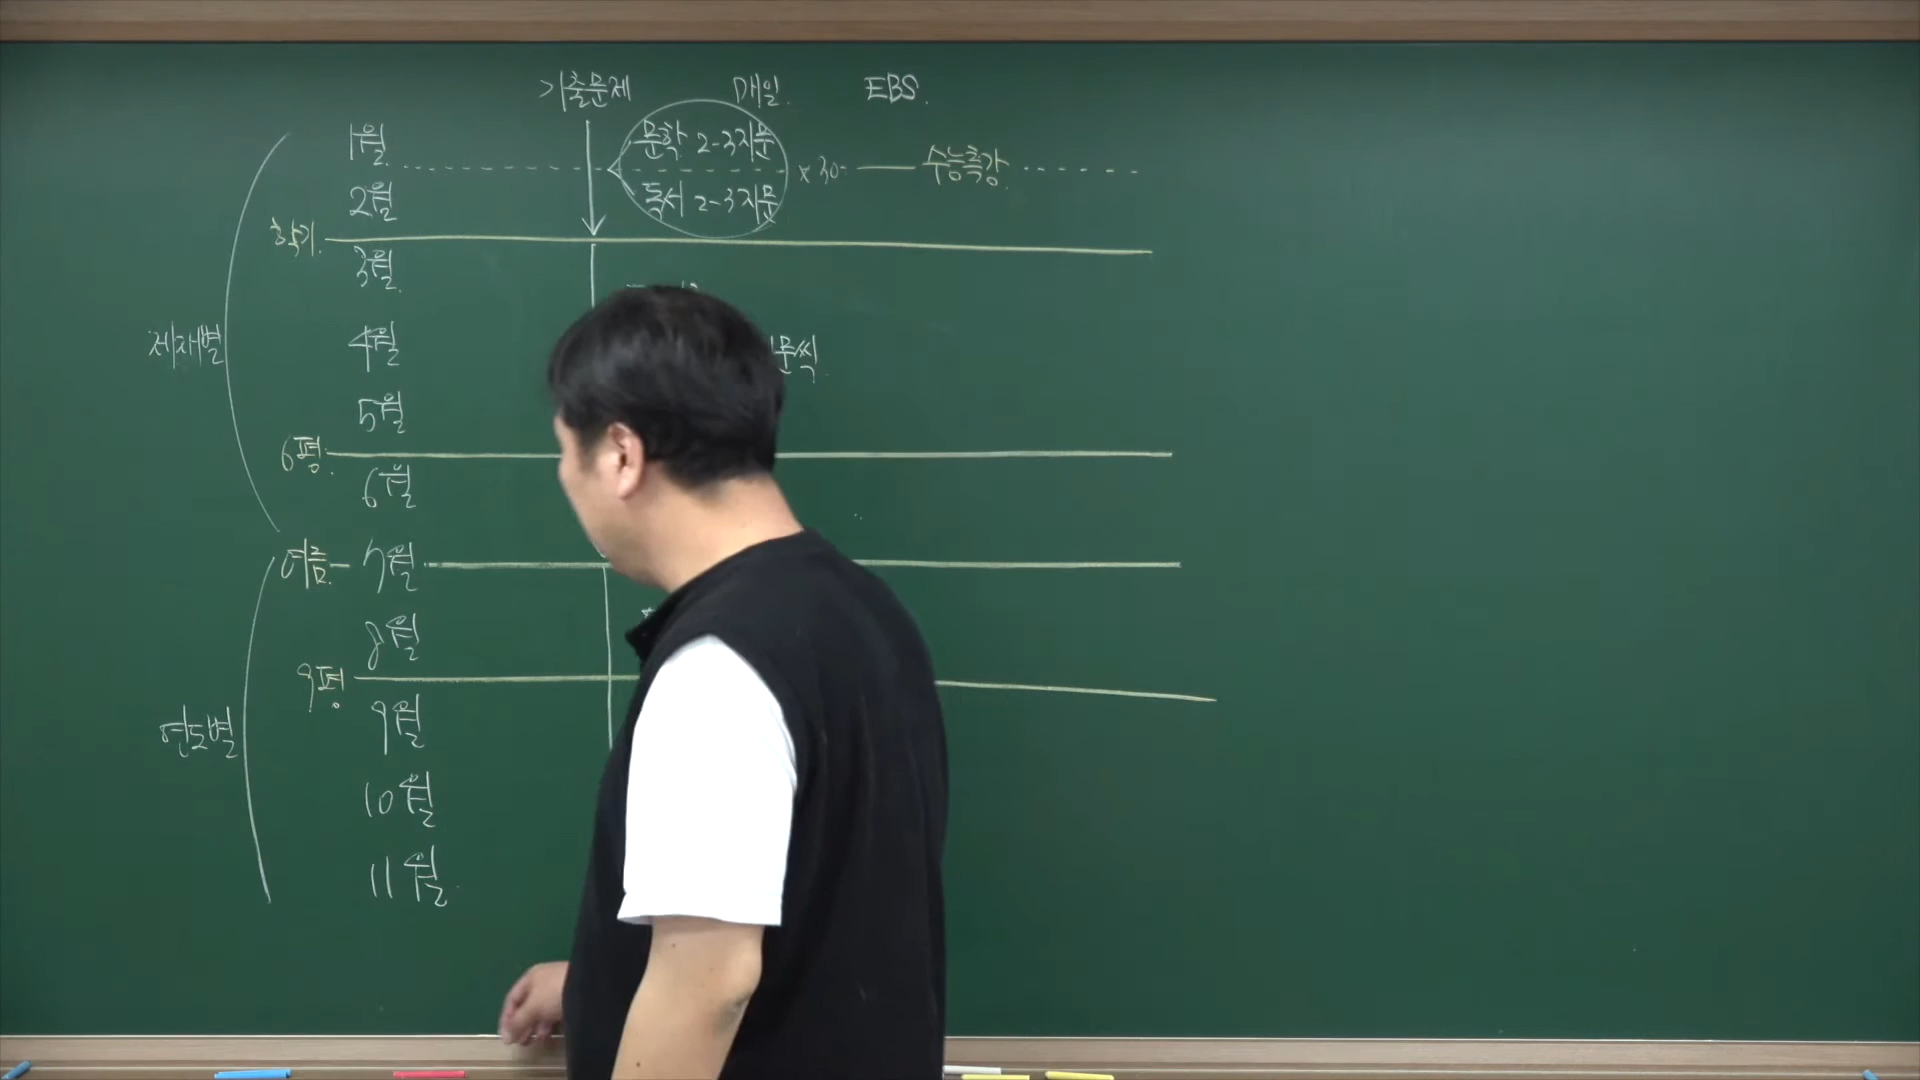 기출문제 매일. EBS.
1월
문학 2-3지문
x 30 수능특강.
2월
독서 2-3지문
학기.
3월.
제재별
4월
문씩.
5월
6평.
6월
여름
7월.
8월
9평.
9월
연도별
10월
11월.